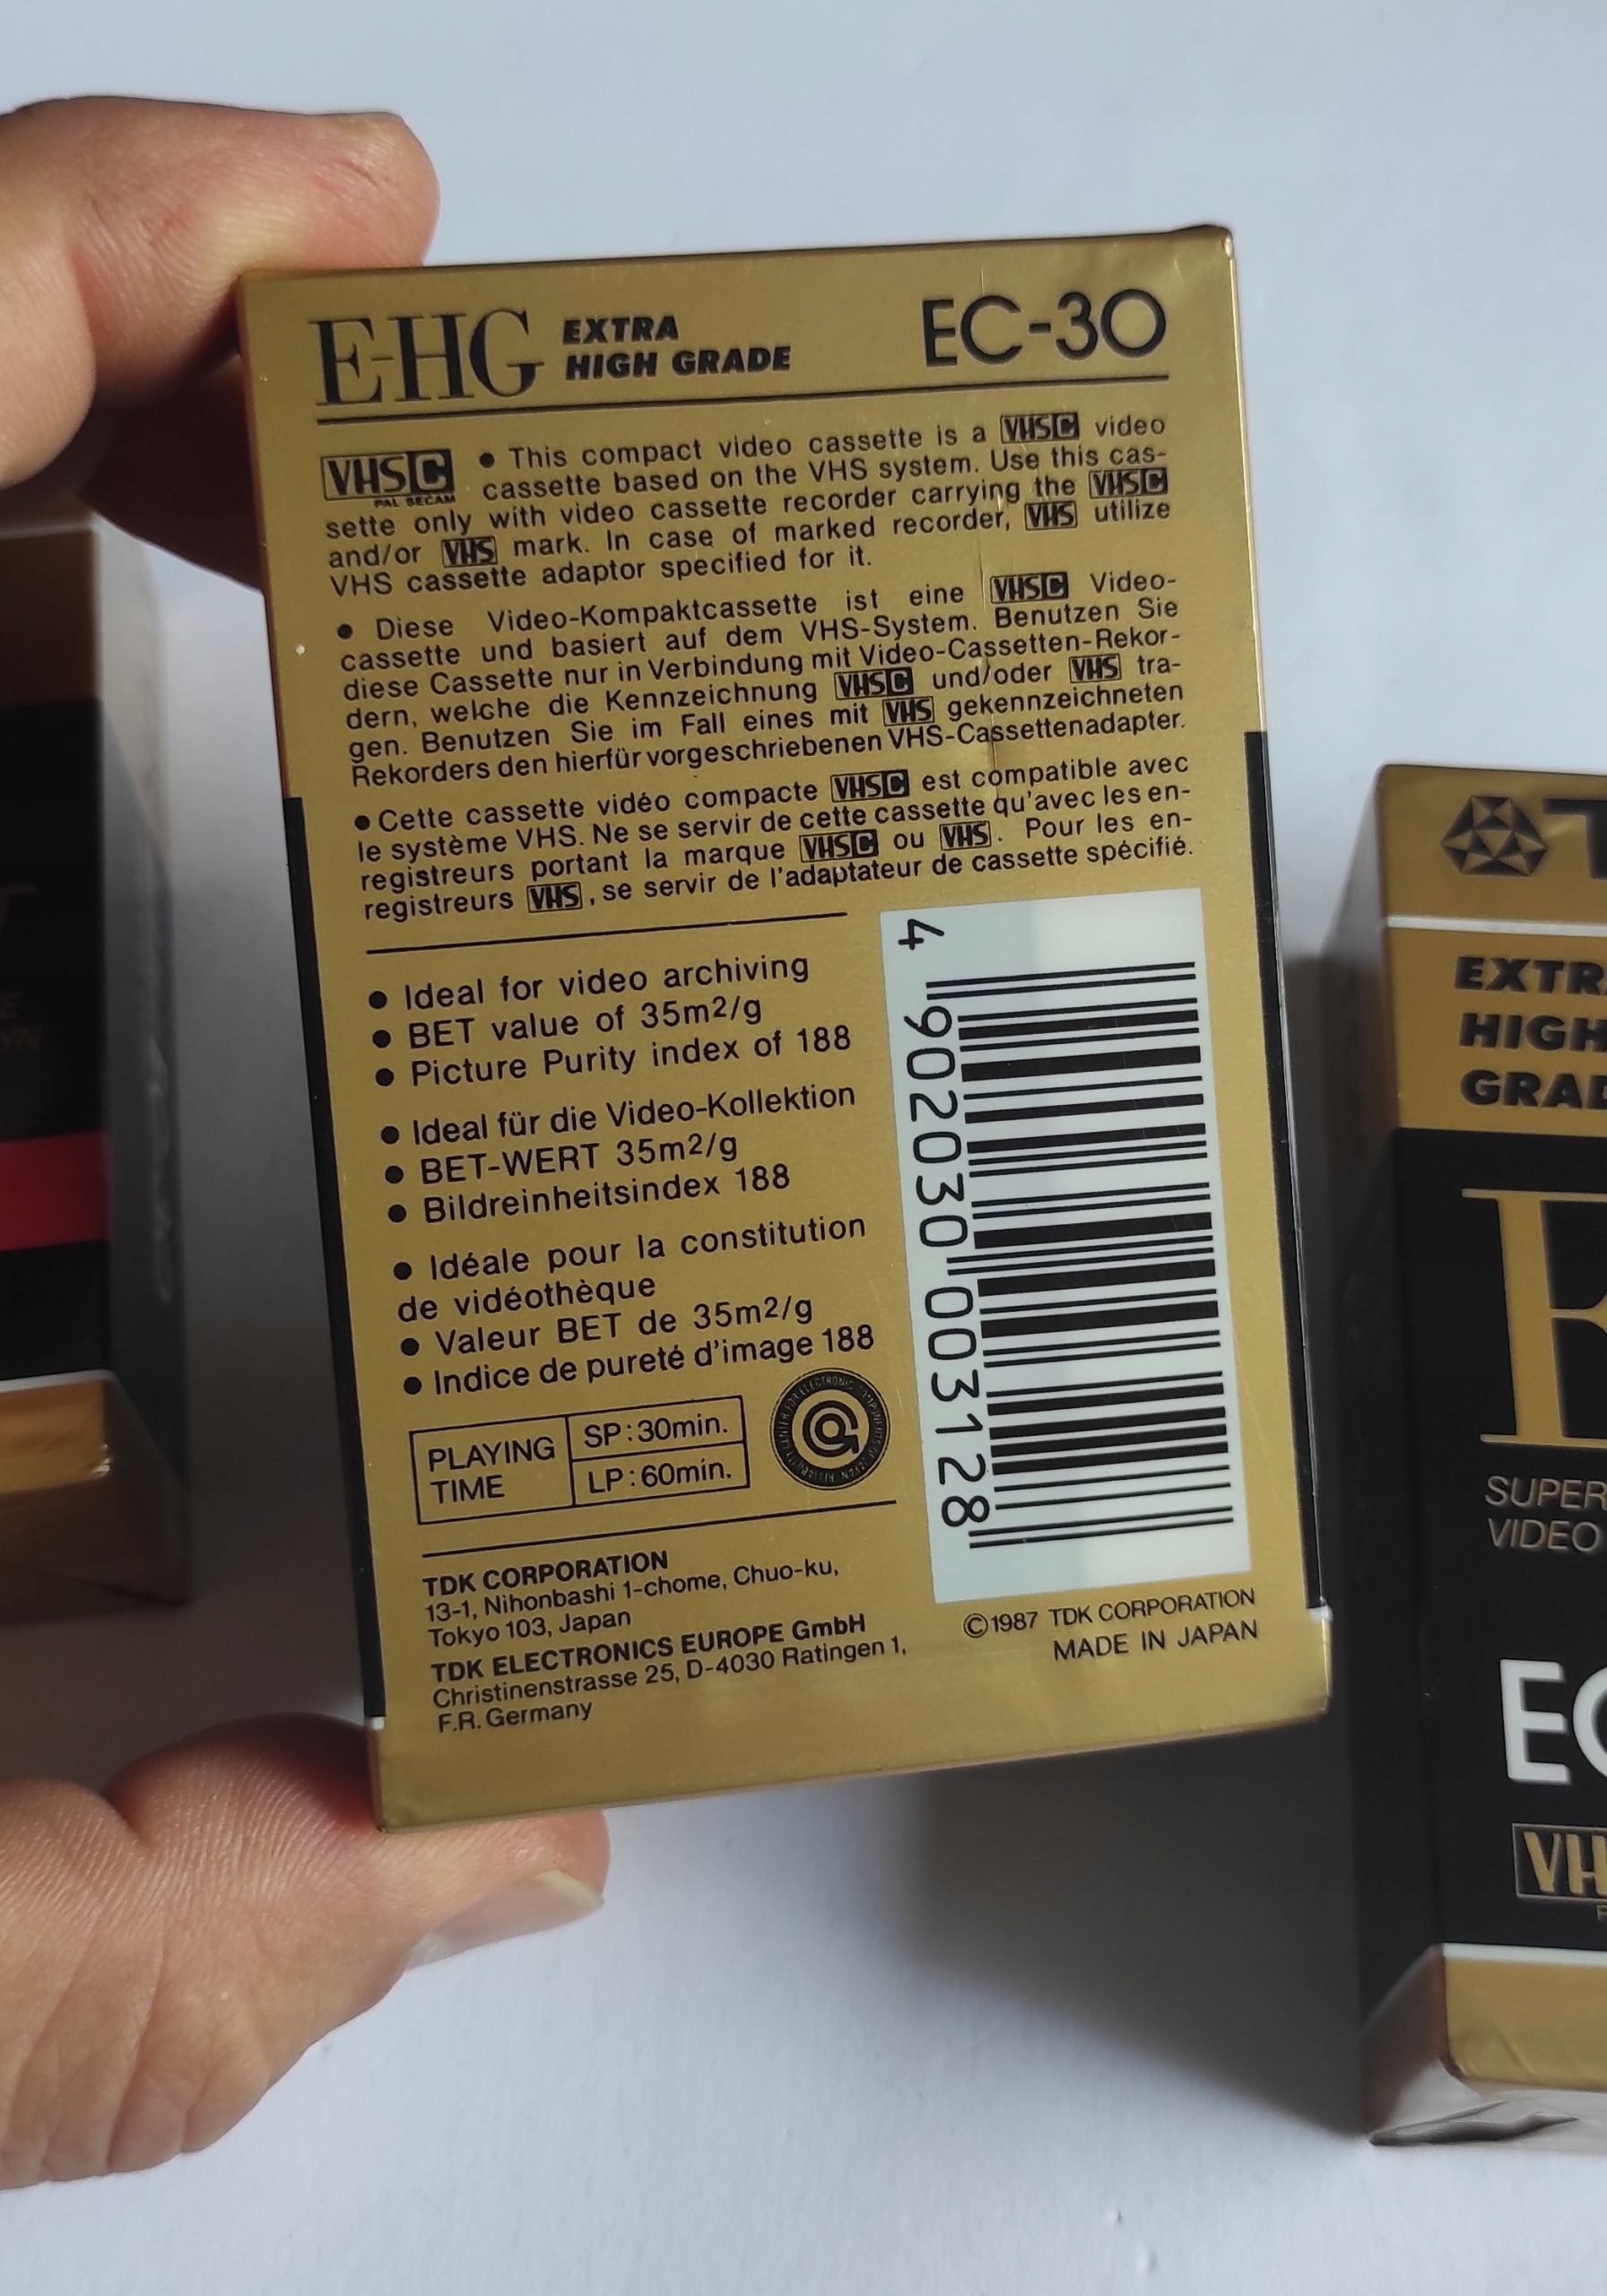 E-HG EXTRA HIGH GRADE EC-30
VHSC PAL SECAM
• This compact video cassette is a VHSC video
cassette based on the VHS system. Use this cas-
sette only with video cassette recorder carrying the VHSC
and/or VHS mark. In case of marked recorder, VHS utilize
VHS cassette adaptor specified for it.
• Diese Video-Kompaktcassette ist eine VHSC Video-
cassette und basiert auf dem VHS-System. Benutzen Sie
diese Cassette nur in Verbindung mit Video-Cassetten-Rekor-
dern, welche die Kennzeichnung VHSC und/oder VHS tra-
gen. Benutzen Sie im Fall eines mit VHS gekennzeichneten
Rekorders den hierfür vorgeschriebenen VHS-Cassettenadapter.
• Cette cassette vidéo compacte VHSC est compatible avec
le système VHS. Ne se servir de cette cassette qu'avec les en-
registreurs portant la marque VHSC ou VHS. Pour les en-
registreurs VHS, se servir de l'adaptateur de cassette spécifié.
• Ideal for video archiving
• BET value of 35m2/g
• Picture Purity index of 188
• Ideal für die Video-Kollektion
• BET-WERT 35m2/g
• Bildreinheitsindex 188
• Idéale pour la constitution
de vidéothèque
• Valeur BET de 35m2/g
• Indice de pureté d'image 188
PLAYING TIME
SP:30min.
LP:60min.
4 902030 003128
TDK CORPORATION
13-1, Nihonbashi 1-chome, Chuo-ku,
Tokyo 103, Japan
TDK ELECTRONICS EUROPE GmbH
Christinenstrasse 25, D-4030 Ratingen 1,
F.R. Germany
©1987 TDK CORPORATION
MADE IN JAPAN
HIGH
SUPER
VIDEO